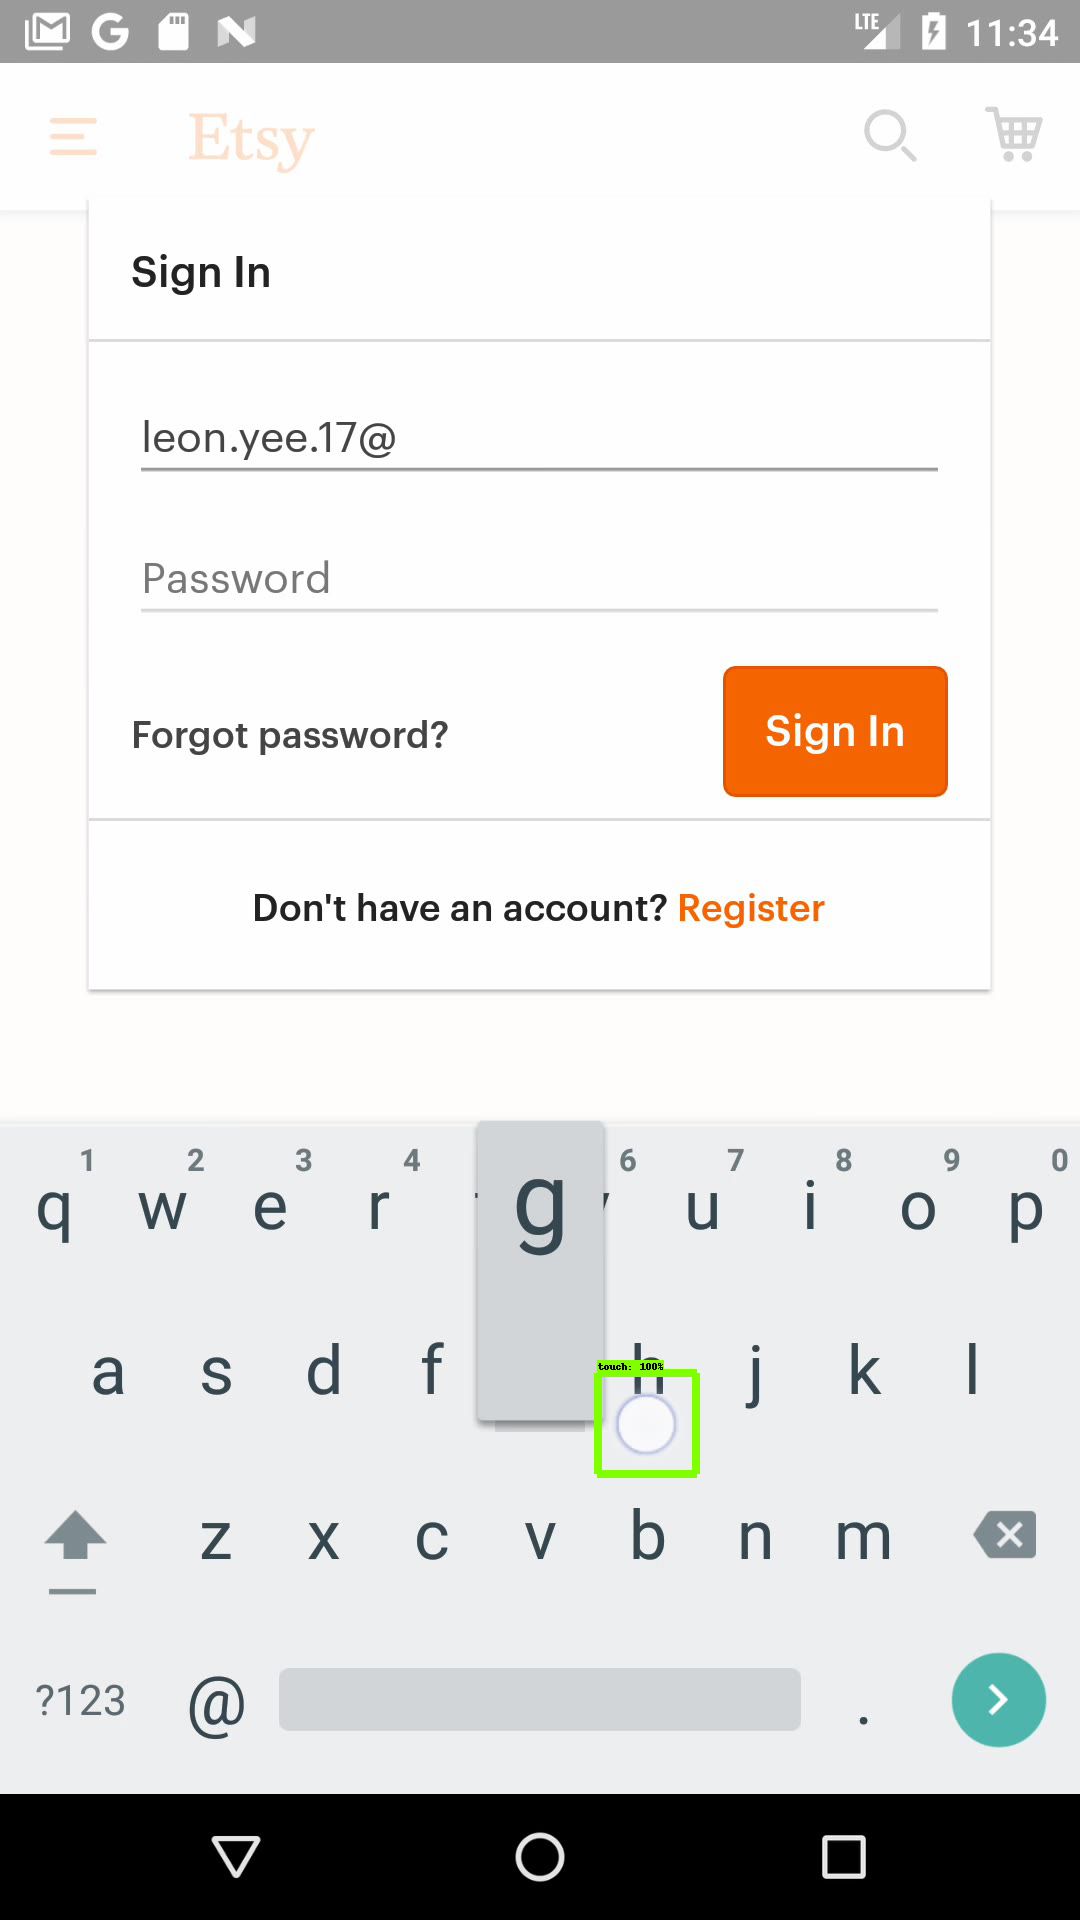 LTE 11:34
Etsy
Sign In
leon.yee.17@
Password
Forgot password?
Sign In
Don't have an account? Register
1 2 3 4 6 7 8 9 0
q w e r g u i o p
a s d f h j k l
touch: 100%
z x c v b n m
?123 @ .